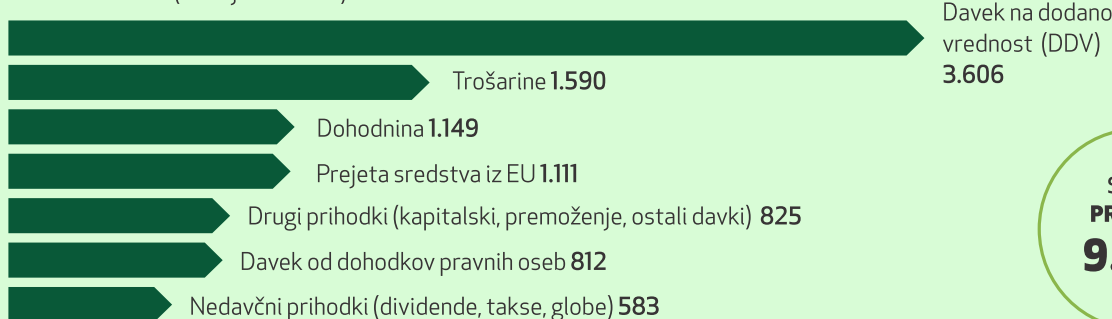 Davek na dodano
vrednost (DDV)
3.606
Trošarine 1.590
Dohodnina 1.149
Prejeta sredstva iz EU 1.111
Drugi prihodki (kapitalski, premoženje, ostali davki) 825
Davek od dohodkov pravnih oseb 812
Nedavčni prihodki (dividende, takse, globe) 583